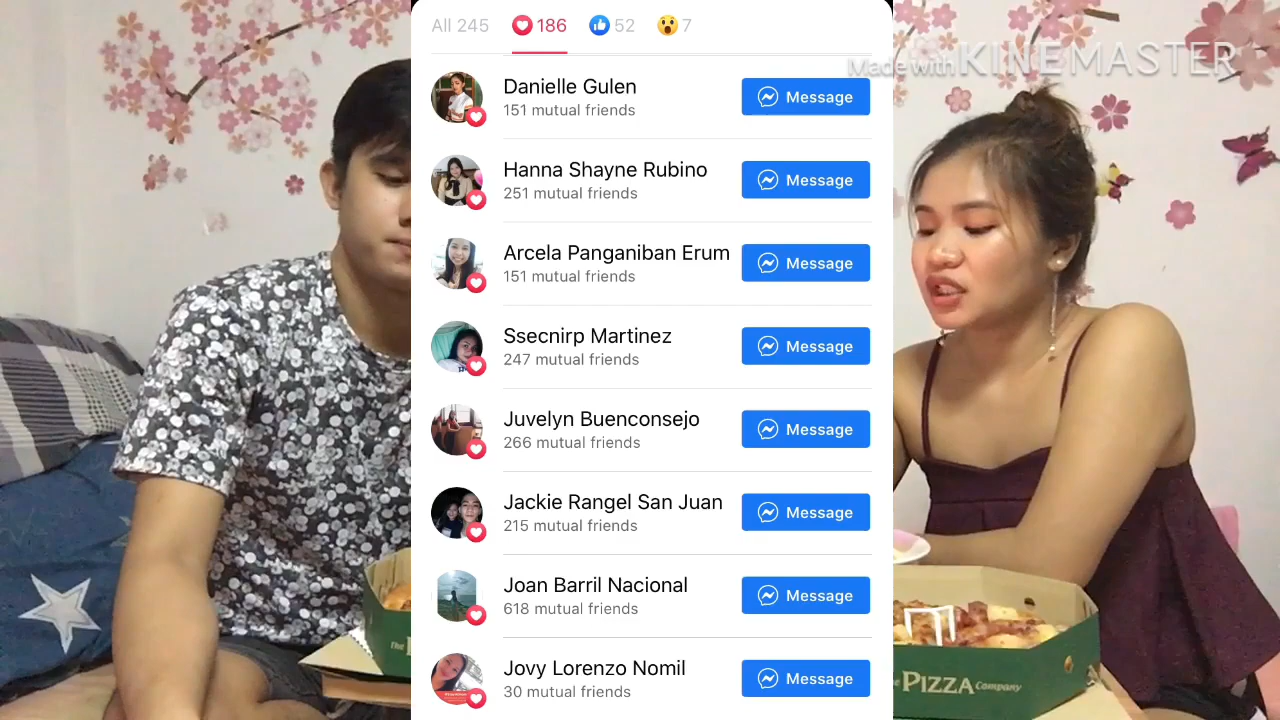 All 245 186 52 7
Made with KINEMASTER
Danielle Gulen
151 mutual friends
Message
Hanna Shayne Rubino
251 mutual friends
Message
Arcela Panganiban Erum
151 mutual friends
Message
Ssecnirp Martinez
247 mutual friends
Message
Juvelyn Buenconsejo
266 mutual friends
Message
Jackie Rangel San Juan
215 mutual friends
Message
Joan Barril Nacional
618 mutual friends
Message
Jovy Lorenzo Nomil
30 mutual friends
Message
The
PIZZA Company